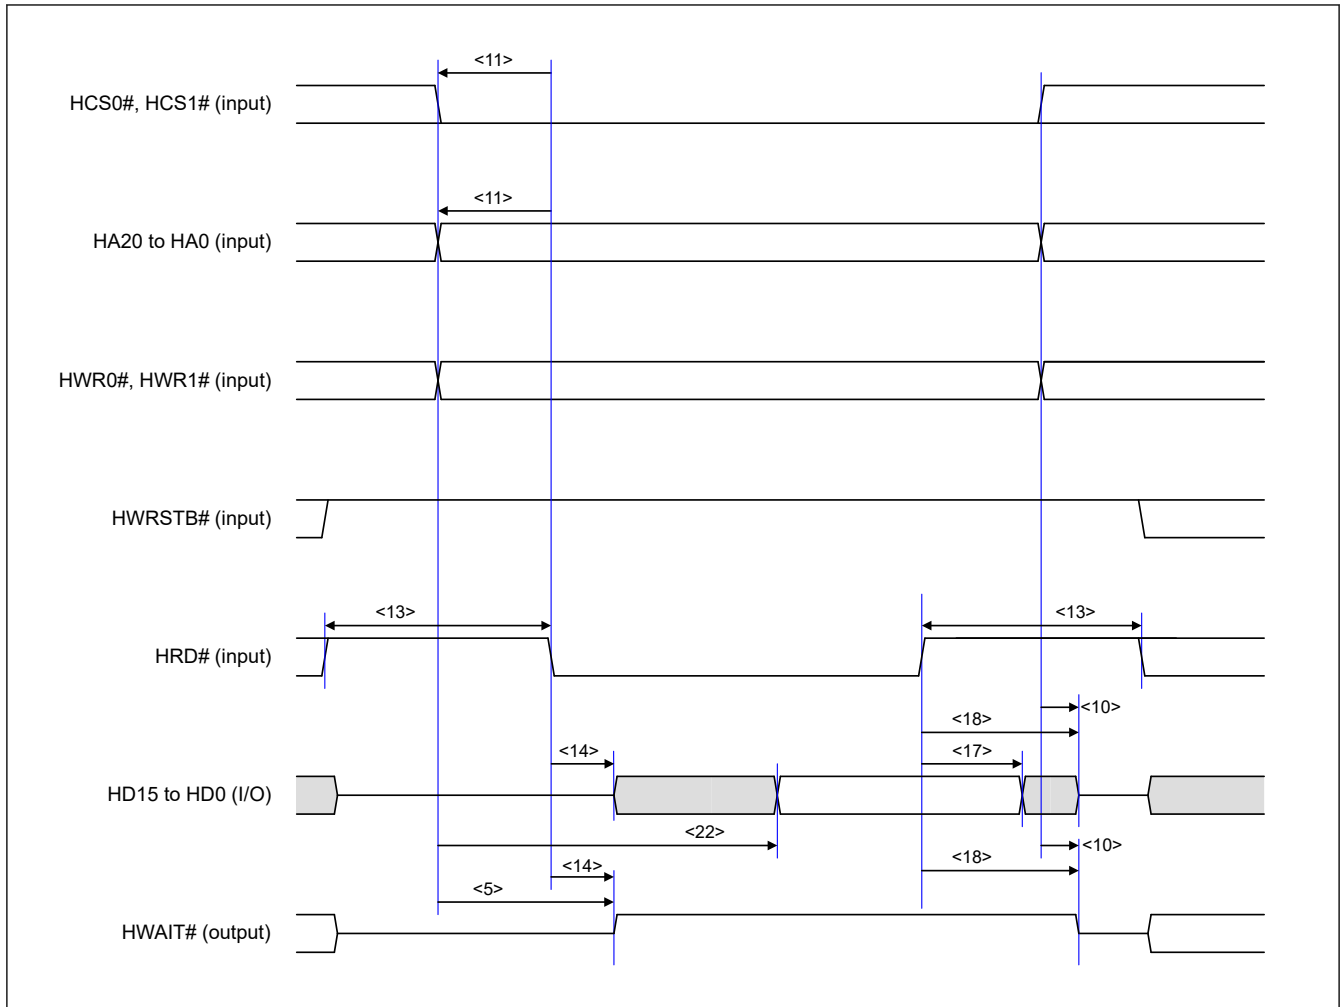 <11>
HCS0#, HCS1# (input)
<11>
HA20 to HA0 (input)
HWR0#, HWR1# (input)
HWRSTB# (input)
<13>
<13>
HRD# (input)
<10>
<18>
<14>
<17>
HD15 to HD0 (I/O)
<22>
<10>
<14>
<18>
<5>
HWAIT# (output)